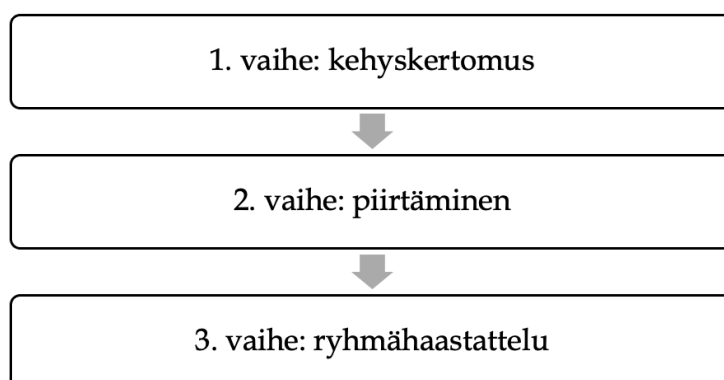 1. vaihe: kehyskertomus
2. vaihe: piirtäminen
3. vaihe: ryhmähaastattelu